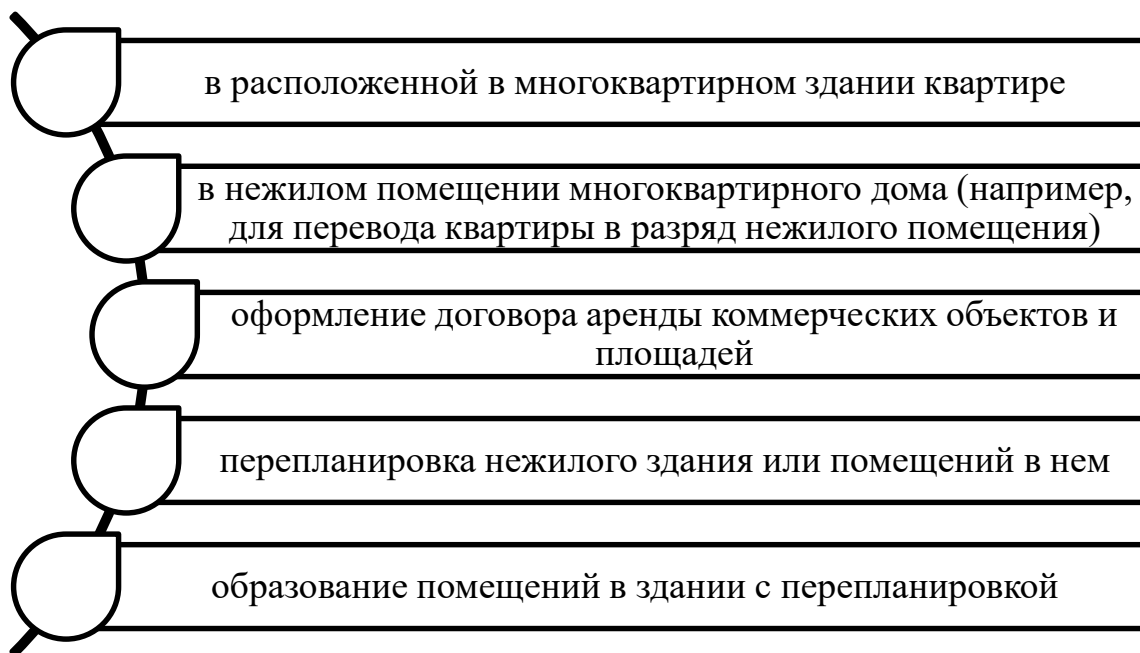 в расположенной в многоквартирном здании квартире
в нежилом помещении многоквартирного дома (например,
для перевода квартиры в разряд нежилого помещения)
оформление договора аренды коммерческих объектов и
площадей
перепланировка нежилого здания или помещений в нем
образование помещений в здании с перепланировкой